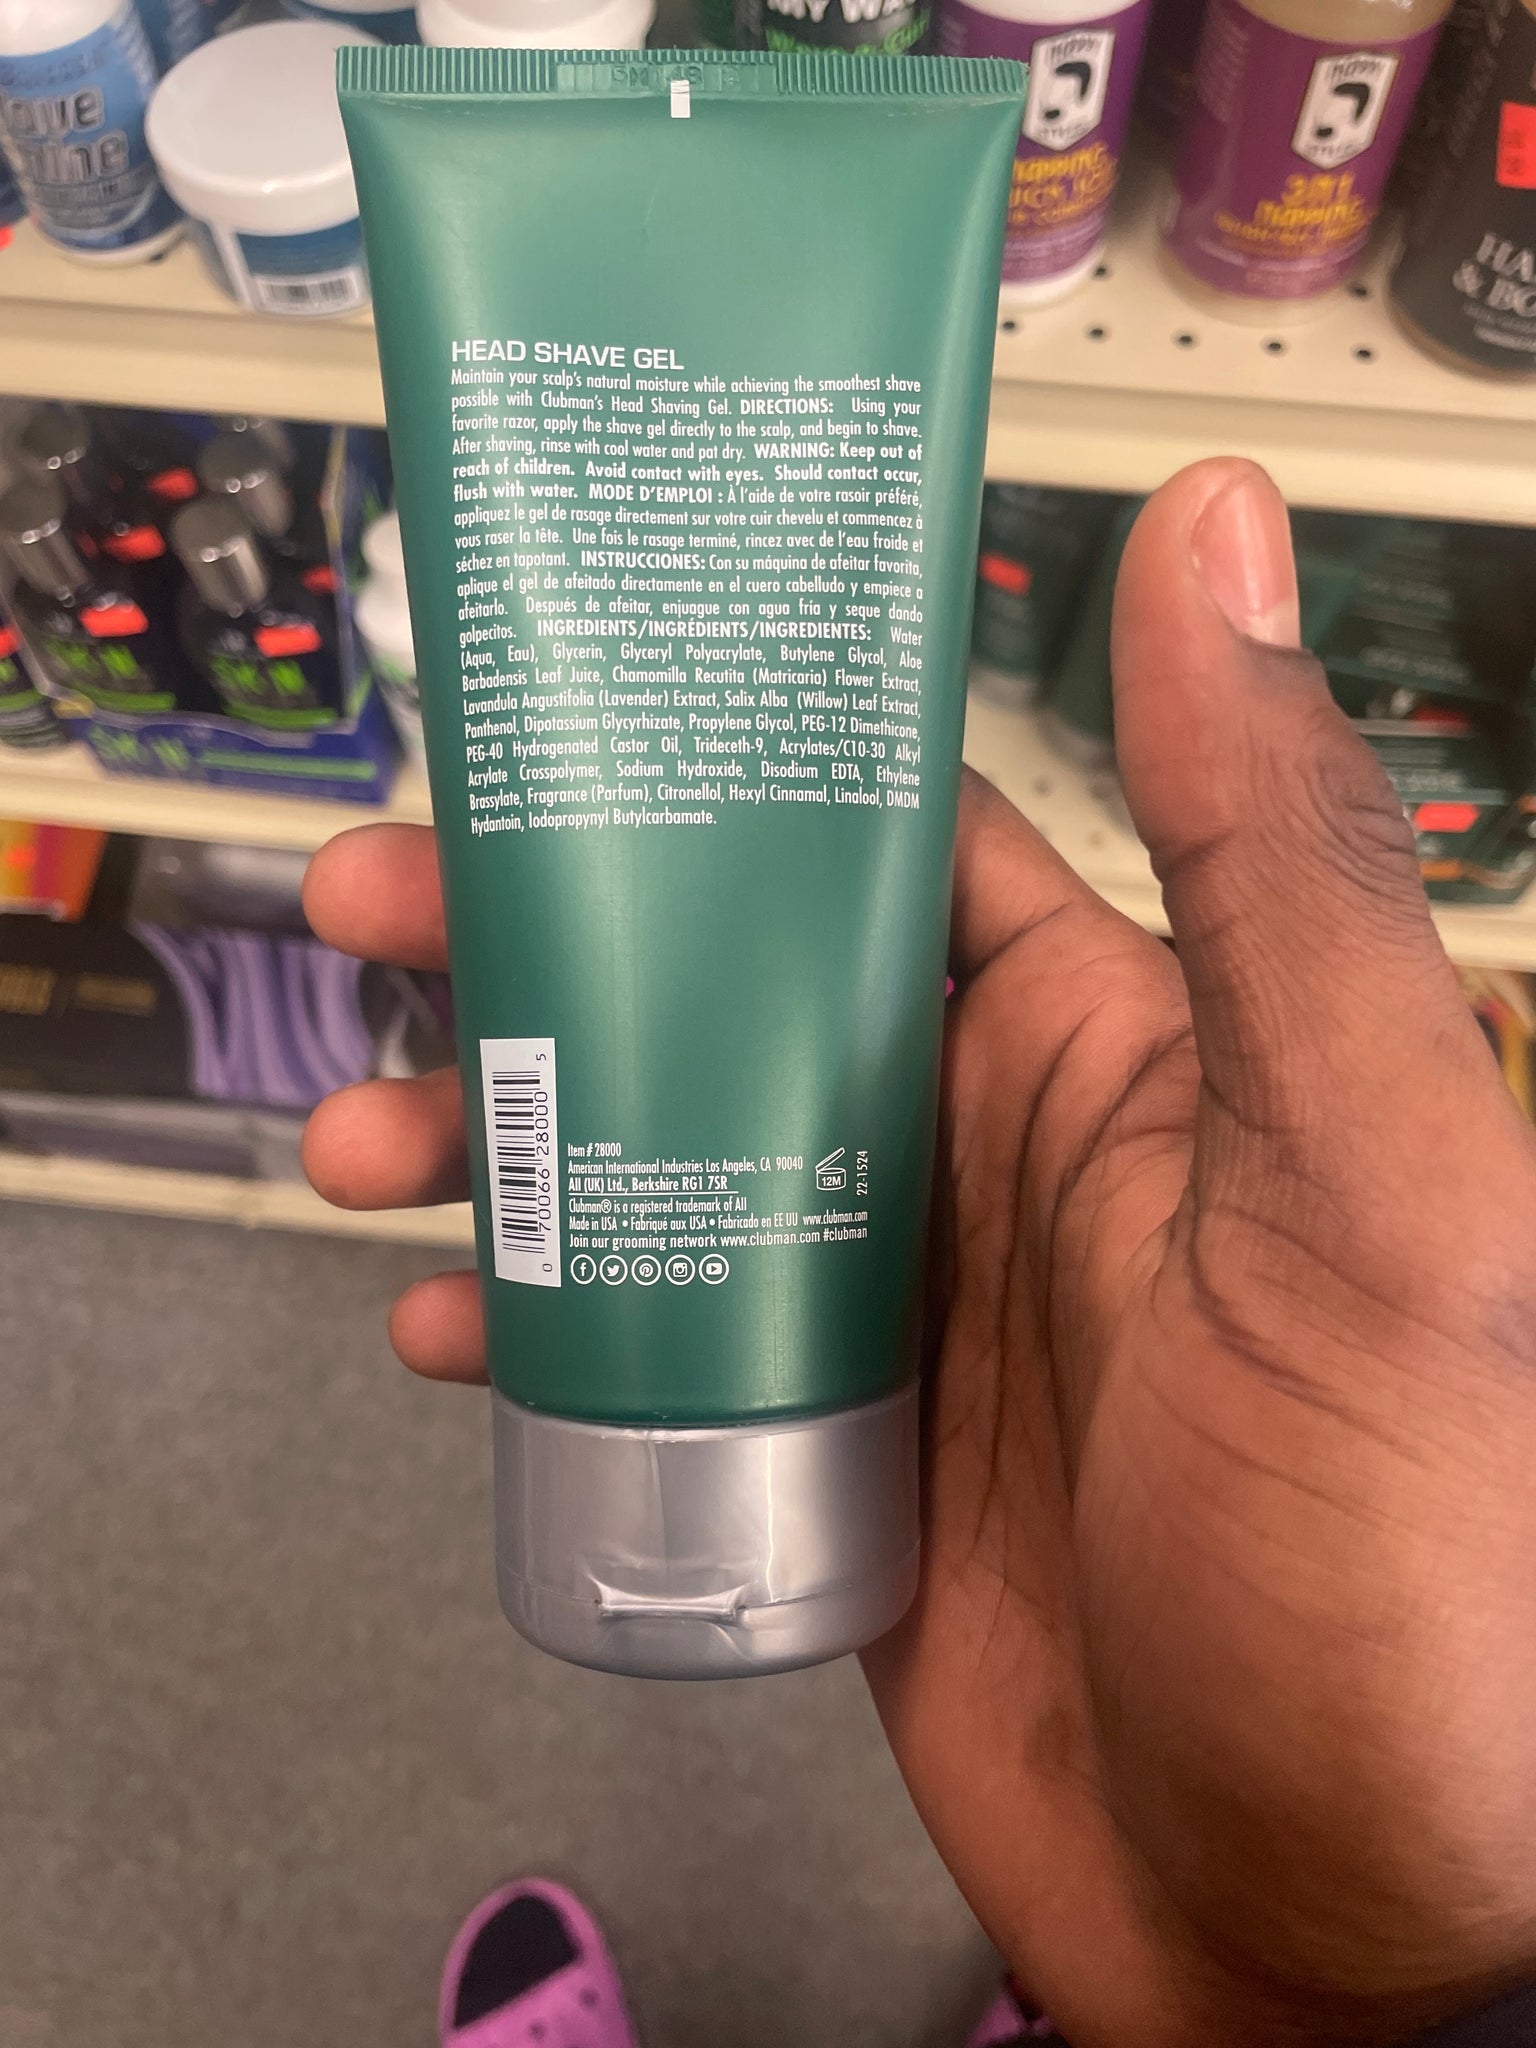 MY WA
ave
3 IN 1
HA
& BO
HEAD SHAVE GEL
Maintain your scalp's natural moisture while achieving the smoothest shave
possible with Clubman's Head Shaving Gel. DIRECTIONS: Using your
favorite razor, apply the shave gel directly to the scalp, and begin to shave.
After shaving, rinse with cool water and pat dry. WARNING: Keep out of
reach of children. Avoid contact with eyes. Should contact occur,
flush with water. MODE D'EMPLOI : À l'aide de votre rasoir préféré,
appliquez le gel de rasage directement sur votre cuir chevelu et commencez à
vous raser la tête. Une fois le rasage terminé, rincez avec de l'eau froide et
séchez en tapotant. INSTRUCCIONES: Con su máquina de afeitar favorita,
aplique el gel de afeitado directamente en el cuero cabelludo y empiece a
afeitarlo. Después de afeitar, enjuague con agua fría y seque dando
golpecitos. INGREDIENTS/INGRÉDIENTS/INGREDIENTES: Water
(Aqua, Eau), Glycerin, Glyceryl Polyacrylate, Butylene Glycol, Aloe
Barbadensis Leaf Juice, Chamomilla Recutita (Matricaria) Flower Extract,
Lavandula Angustifolia (Lavender) Extract, Salix Alba (Willow) Leaf Extract,
Panthenol, Dipotassium Glycyrhizate, Propylene Glycol, PEG-12 Dimethicone,
PEG-40 Hydrogenated Castor Oil, Trideceth-9, Acrylates/C10-30 Alkyl
Acrylate Crosspolymer, Sodium Hydroxide, Disodium EDTA, Ethylene
Brassylate, Fragrance (Parfum), Citronellol, Hexyl Cinnamal, Linalool, DMDM
Hydantoin, Iodopropynyl Butylcarbamate.
0 70066 28000 5
Item # 28000
American International Industries Los Angeles, CA 90040
AII (UK) Ltd., Berkshire RG1 7SR
Clubman® is a registered trademark of AII
Made in USA • Fabriqué aux USA • Fabricado en EE UU www.clubman.com
Join our grooming network www.clubman.com #clubman
12M
22-1524